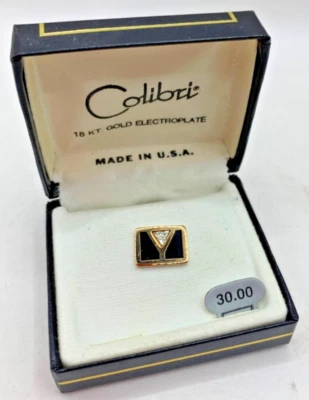 Colibri®
18 KT. GOLD ELECTROPLATE
MADE IN U.S.A.
30.00